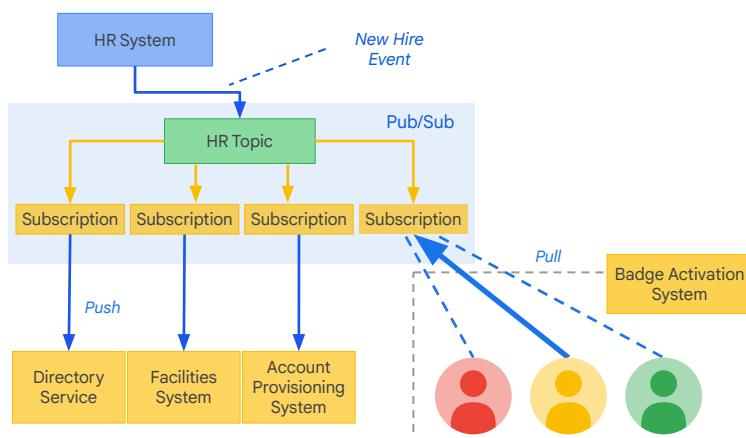 HR System
New Hire
Event
Pub/Sub
HR Topic
Subscription
Subscription
Subscription
Subscription
Pull
Badge Activation
System
Push
Directory
Service
Facilities
System
Account
Provisioning
System